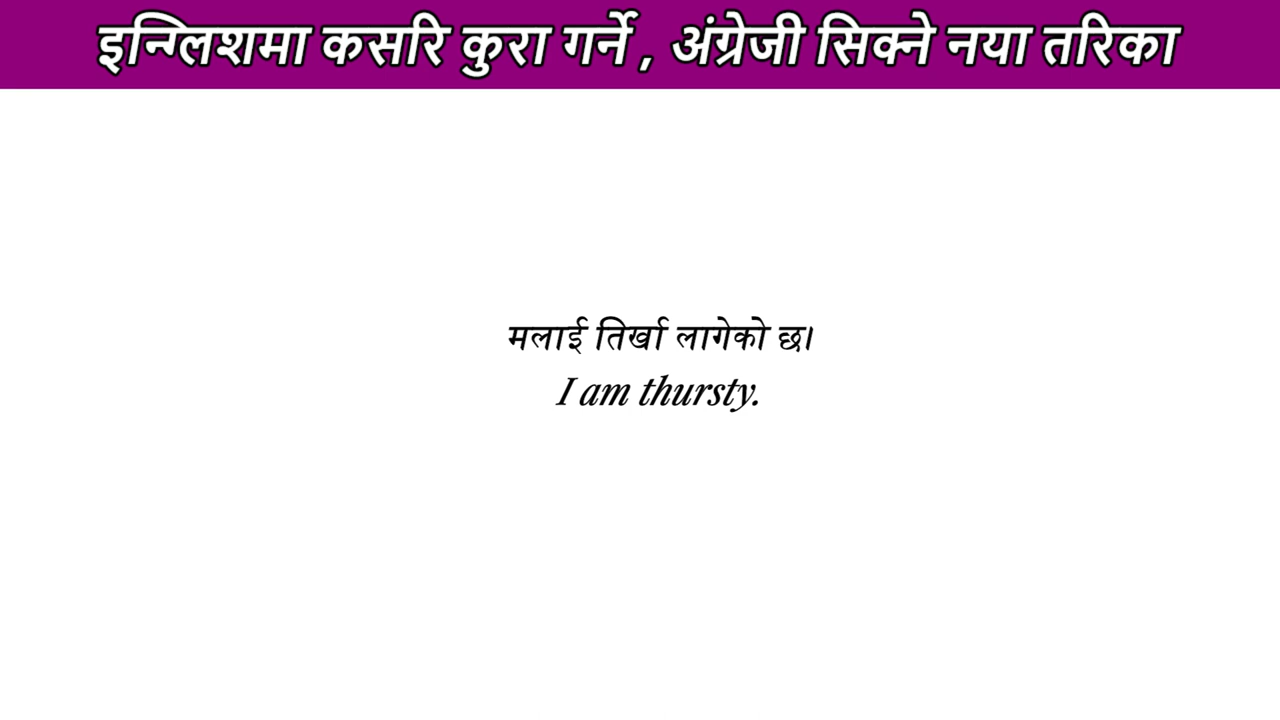 इन्ग्लिशमा कसरि कुरा गर्ने , अंग्रेजी सिक्ने नया तरिका
मलाई तिर्खा लागेको छ।
I am thursty.